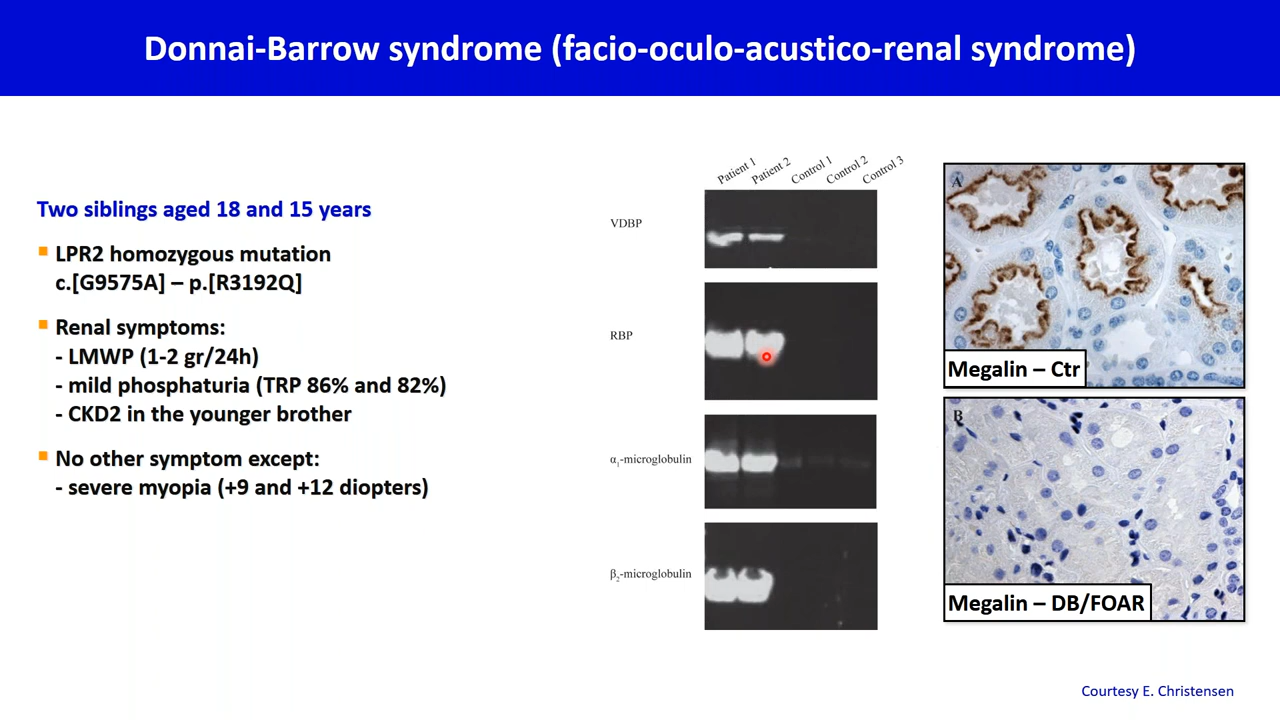 Donnai-Barrow syndrome (facio-oculo-acustico-renal syndrome)
Two siblings aged 18 and 15 years
LPR2 homozygous mutation
c.[G9575A] – p.[R3192Q]
Renal symptoms:
- LMWP (1-2 gr/24h)
- mild phosphaturia (TRP 86% and 82%)
- CKD2 in the younger brother
No other symptom except:
- severe myopia (+9 and +12 diopters)
Patient 1
Patient 2
Control 1
Control 2
Control 3
VDBP
RBP
α₁-microglobulin
β₂-microglobulin
A
Megalin – Ctr
B
Megalin – DB/FOAR
Courtesy E. Christensen